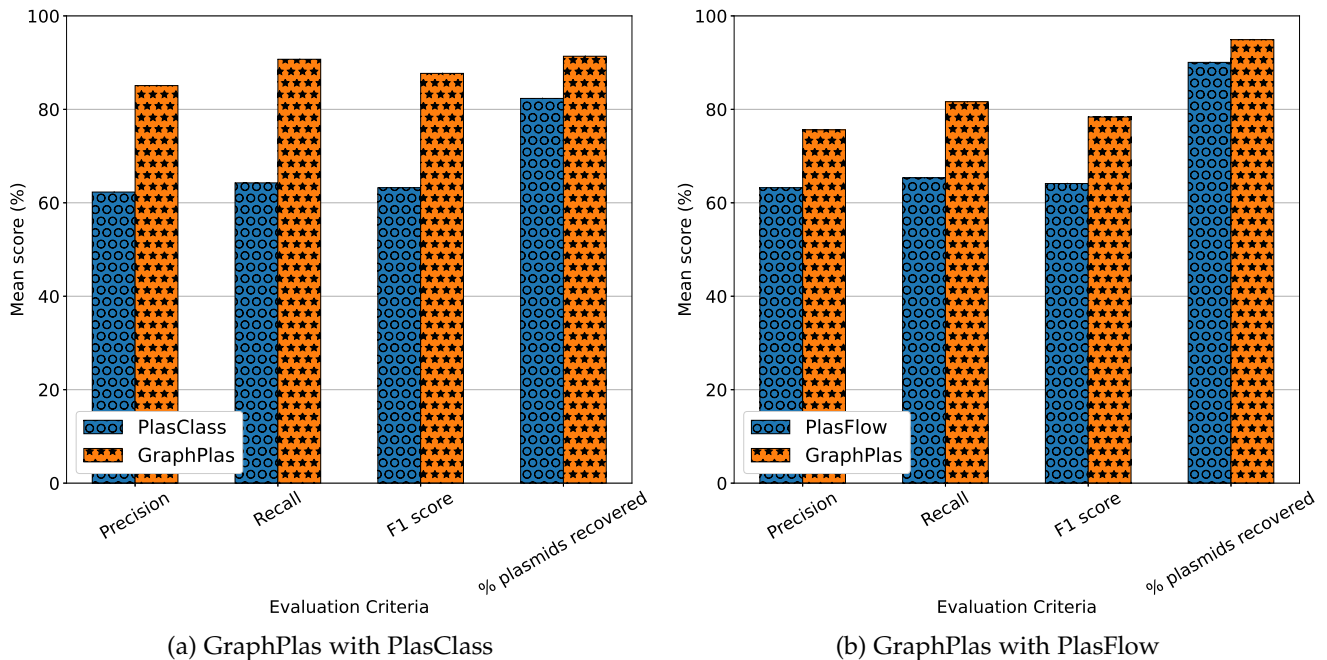 100
80
60
40
20
0
Mean score (%)
PlasClass
GraphPlas
Precision
Recall
F1 score
% plasmids recovered
Evaluation Criteria
(a) GraphPlas with PlasClass
100
80
60
40
20
0
Mean score (%)
PlasFlow
GraphPlas
Precision
Recall
F1 score
% plasmids recovered
Evaluation Criteria
(b) GraphPlas with PlasFlow